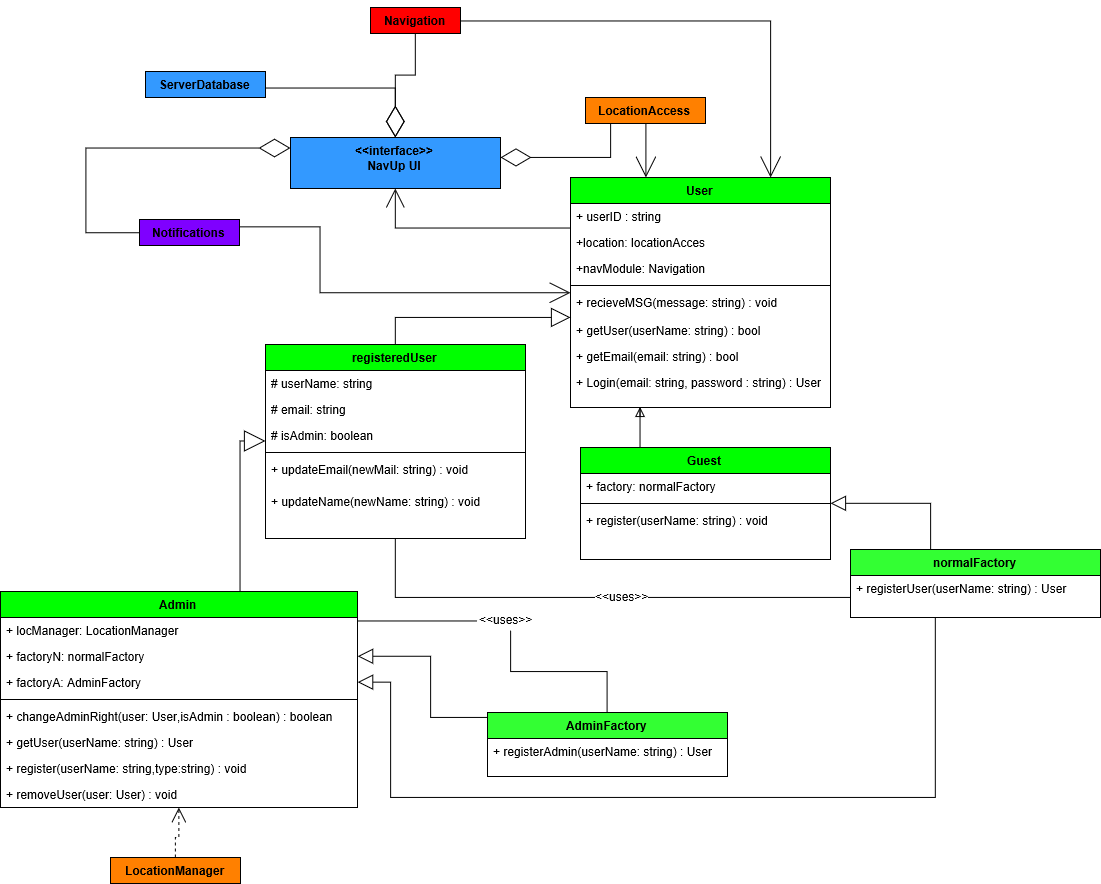 Navigation
ServerDatabase
LocationAccess
<<interface>>
NavUp UI
User
+ userID : string
+location: locationAcces
+navModule: Navigation
+ recieveMSG(message: string) : void
+ getUser(userName: string) : bool
+ getEmail(email: string) : bool
+ Login(email: string, password : string) : User
Notifications
registeredUser
# userName: string
# email: string
# isAdmin: boolean
+ updateEmail(newMail: string) : void
+ updateName(newName: string) : void
Guest
+ factory: normalFactory
+ register(userName: string) : void
normalFactory
+ registerUser(userName: string) : User
<<uses>>
<<uses>>
Admin
+ locManager: LocationManager
+ factoryN: normalFactory
+ factoryA: AdminFactory
+ changeAdminRight(user: User,isAdmin : boolean) : boolean
+ getUser(userName: string) : User
+ register(userName: string,type:string) : void
+ removeUser(user: User) : void
AdminFactory
+ registerAdmin(userName: string) : User
LocationManager